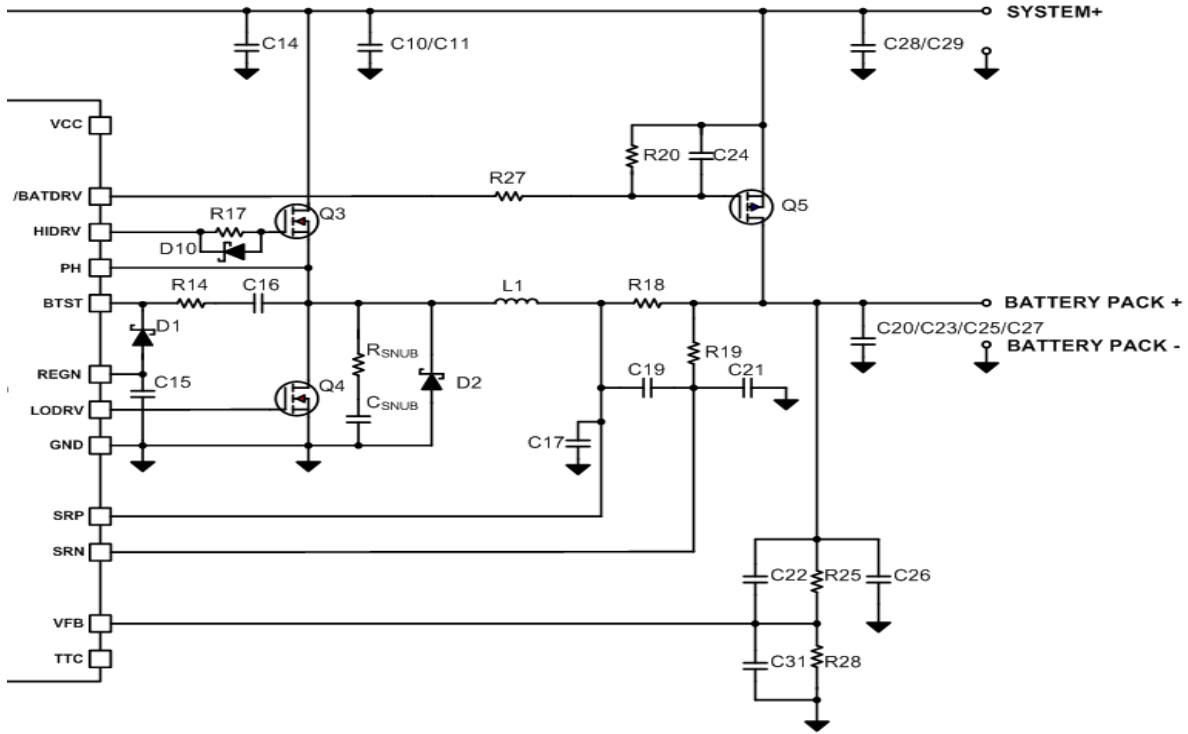 SYSTEM+
C14
C10/C11
C28/C29
VCC
R20
C24
/BATDRV
R27
Q5
R17
Q3
HIDRV
D10
PH
R14
C16
L1
R18
BTST
BATTERY PACK +
D1
C20/C23/C25/C27
RSNUB
R19
BATTERY PACK -
REGN
C15
Q4
D2
C19
C21
LODRV
CSNUB
GND
C17
SRP
SRN
C22
R25
C26
VFB
TTC
C31
R28